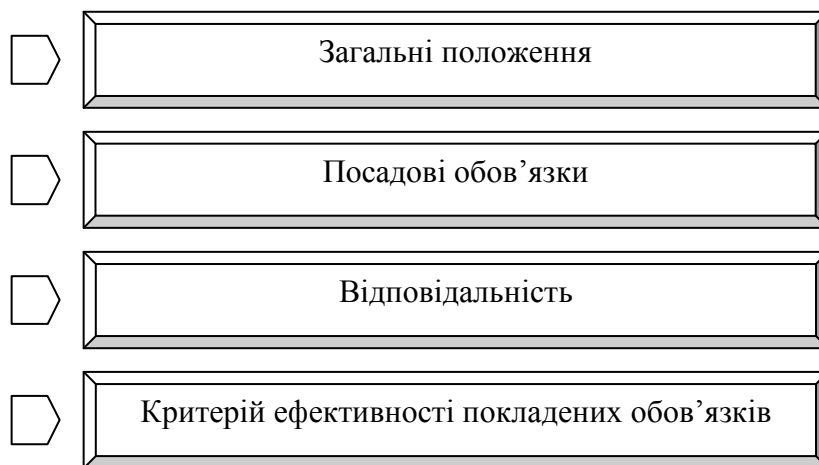 Загальні положення
Посадові обов’язки
Відповідальність
Критерій ефективності покладених обов’язків